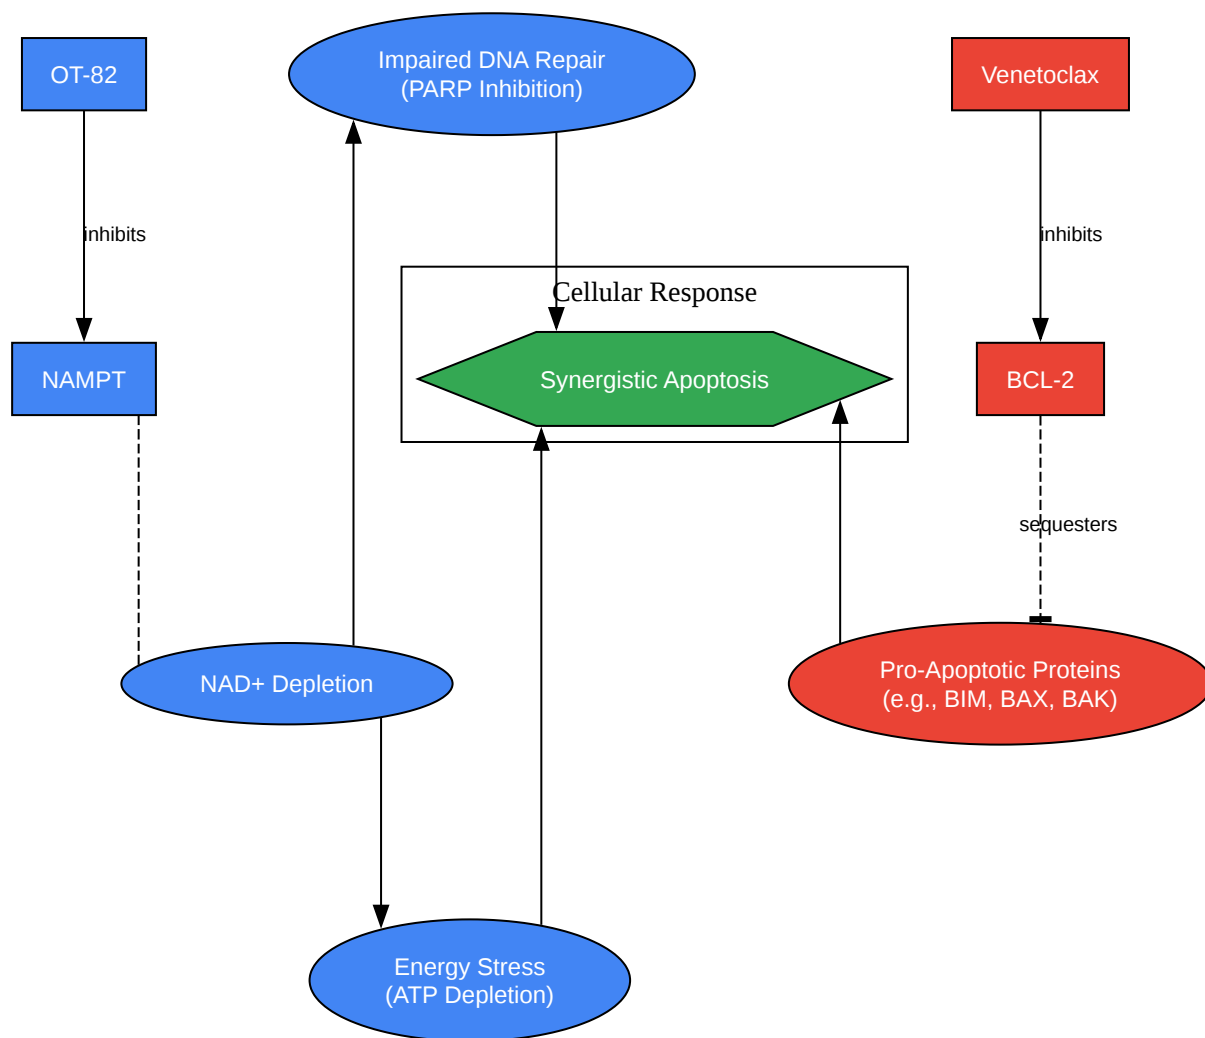 OT-82
Impaired DNA Repair
(PARP Inhibition)
Venetoclax
inhibits
inhibits
Cellular Response
NAMPT
Synergistic Apoptosis
BCL-2
sequesters
NAD+ Depletion
Pro-Apoptotic Proteins
(e.g., BIM, BAX, BAK)
Energy Stress
(ATP Depletion)